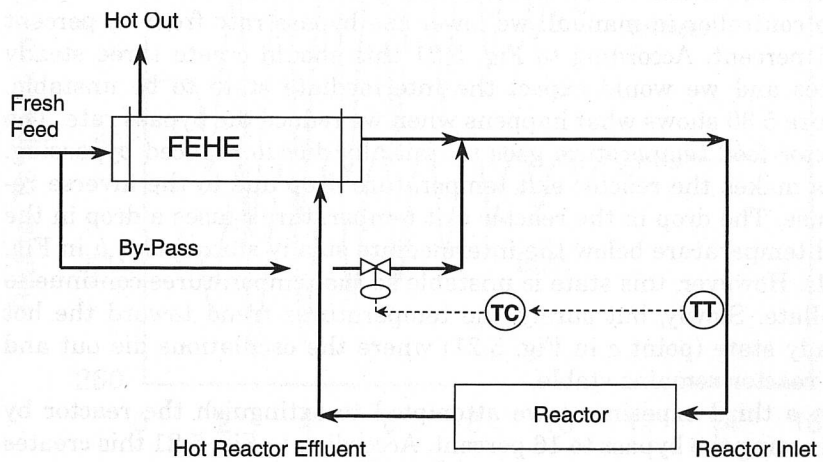 Hot Out
Fresh
Feed
FEHE
By-Pass
TC
TT
Reactor
Hot Reactor Effluent
Reactor Inlet